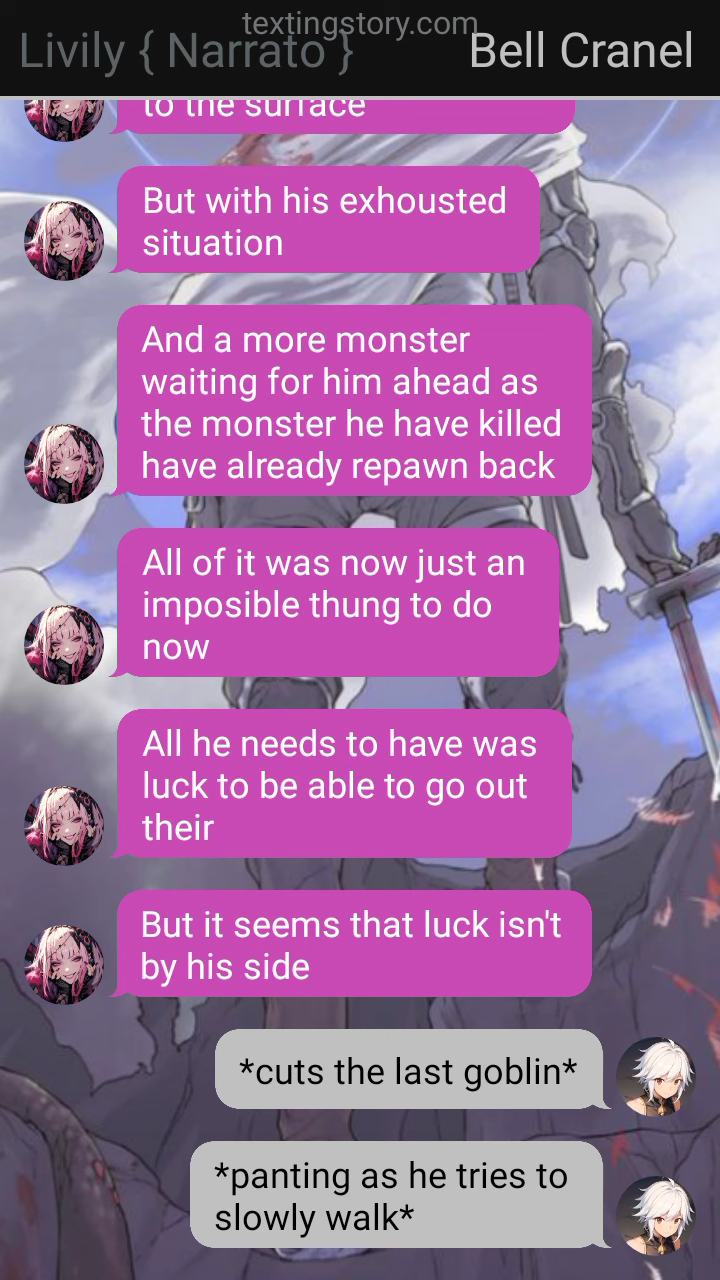 textingstory.com
Livily { Narrato }
Bell Cranel
to the surface
But with his exhousted
situation
And a more monster
waiting for him ahead as
the monster he have killed
have already repawn back
All of it was now just an
imposible thung to do
now
All he needs to have was
luck to be able to go out
their
But it seems that luck isn't
by his side
*cuts the last goblin*
*panting as he tries to
slowly walk*